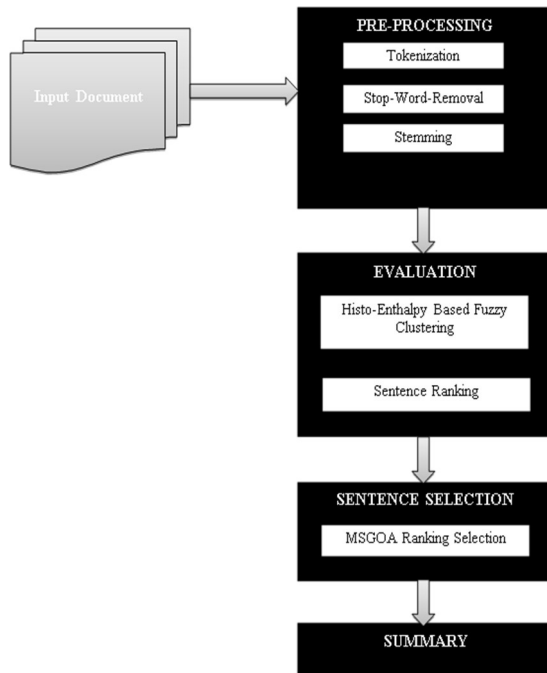 Input Document
PRE-PROCESSING
Tokenization
Stop-Word-Removal
Stemming
EVALUATION
Histo-Enthalpy Based Fuzzy
Clustering
Sentence Ranking
SENTENCE SELECTION
MSGOA Ranking Selection
SUMMARY